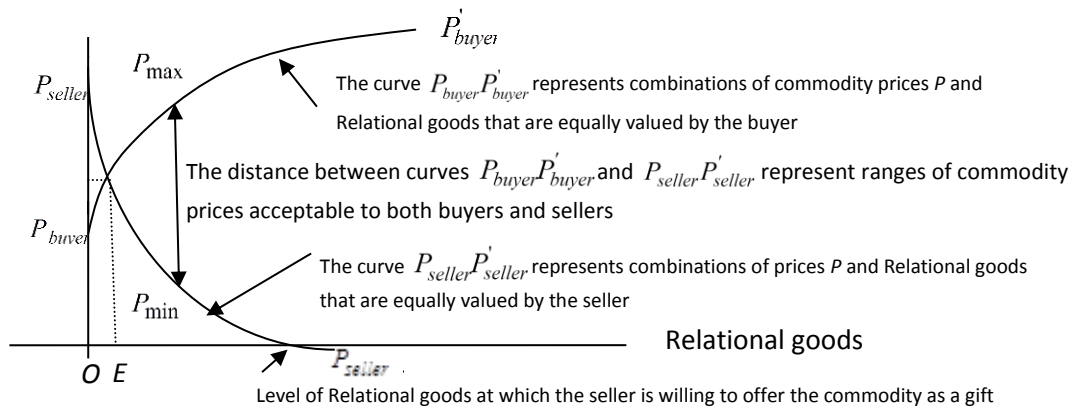 P'buyer
Pmax
Pseller
The curve PbuyerP'buyer represents combinations of commodity prices P and
Relational goods that are equally valued by the buyer
The distance between curves PbuyerP'buyer and PsellerP'seller represent ranges of commodity
prices acceptable to both buyers and sellers
Pbuyer
The curve PsellerP'seller represents combinations of prices P and Relational goods
that are equally valued by the seller
Pmin
Relational goods
Pseller
O E
Level of Relational goods at which the seller is willing to offer the commodity as a gift